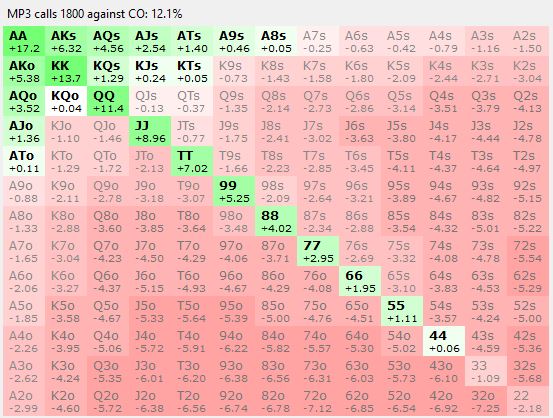 MP3 calls 1800 against CO: 12.1%
AA AKs AQs AJs ATs A9s A8s A7s A6s A5s A4s A3s A2s
+17.2 +6.32 +4.56 +2.54 +1.40 +0.46 +0.05 -0.25 -0.63 -0.42 -0.79 -1.16 -1.50
AKo KK KQs KJs KTs K9s K8s K7s K6s K5s K4s K3s K2s
+5.38 +13.7 +1.29 +0.24 +0.05 -0.73 -1.43 -1.58 -1.80 -2.09 -2.44 -2.71 -3.04
AQo KQo QQ QJs QTs Q9s Q8s Q7s Q6s Q5s Q4s Q3s Q2s
+3.52 +0.04 +11.4 -0.13 -0.37 -1.35 -2.14 -2.73 -2.86 -3.14 -3.51 -3.79 -4.13
AJo KJo QJo JJ JTs J9s J8s J7s J6s J5s J4s J3s J2s
+1.36 -1.10 -1.46 +8.96 -0.77 -1.75 -2.41 -3.02 -3.63 -3.80 -4.17 -4.44 -4.78
ATo KTo QTo JTo TT T9s T8s T7s T6s T5s T4s T3s T2s
+0.11 -1.29 -1.72 -2.13 +7.02 -1.66 -2.23 -2.85 -3.45 -4.11 -4.37 -4.64 -4.97
A9o K9o Q9o J9o T9o 99 98s 97s 96s 95s 94s 93s 92s
-0.88 -2.11 -2.78 -3.18 -3.07 +5.25 -2.09 -2.64 -3.21 -3.89 -4.67 -4.82 -5.15
A8o K8o Q8o J8o T8o 98o 88 87s 86s 85s 84s 83s 82s
-1.33 -2.88 -3.60 -3.85 -3.64 -3.48 +4.02 -2.34 -2.88 -3.54 -4.32 -5.01 -5.22
A7o K7o Q7o J7o T7o 97o 87o 77 76s 75s 74s 73s 72s
-1.65 -3.04 -4.23 -4.50 -4.29 -4.06 -3.71 +2.95 -2.69 -3.32 -4.08 -4.78 -5.54
A6o K6o Q6o J6o T6o 96o 86o 76o 66 65s 64s 63s 62s
-2.06 -3.27 -4.37 -5.15 -4.93 -4.67 -4.29 -4.08 +1.95 -3.10 -3.83 -4.53 -5.29
A5o K5o Q5o J5o T5o 95o 85o 75o 65o 55 54s 53s 52s
-1.85 -3.58 -4.67 -5.33 -5.64 -5.39 -5.00 -4.76 -4.51 +1.11 -3.57 -4.24 -5.00
A4o K4o Q4o J4o T4o 94o 84o 74o 64o 54o 44 43s 42s
-2.26 -3.95 -5.06 -5.72 -5.91 -6.22 -5.82 -5.57 -5.30 -5.02 +0.06 -4.59 -5.36
A3o K3o Q3o J3o T3o 93o 83o 73o 63o 53o 43o 33 32s
-2.62 -4.24 -5.35 -6.01 -6.20 -6.38 -6.56 -6.31 -6.03 -5.73 -6.10 -1.09 -5.68
A2o K2o Q2o J2o T2o 92o 82o 72o 62o 52o 42o 32o 22
-2.99 -4.60 -5.72 -6.38 -6.56 -6.74 -6.78 -7.12 -6.85 -6.54 -6.92 -7.25 -2.18